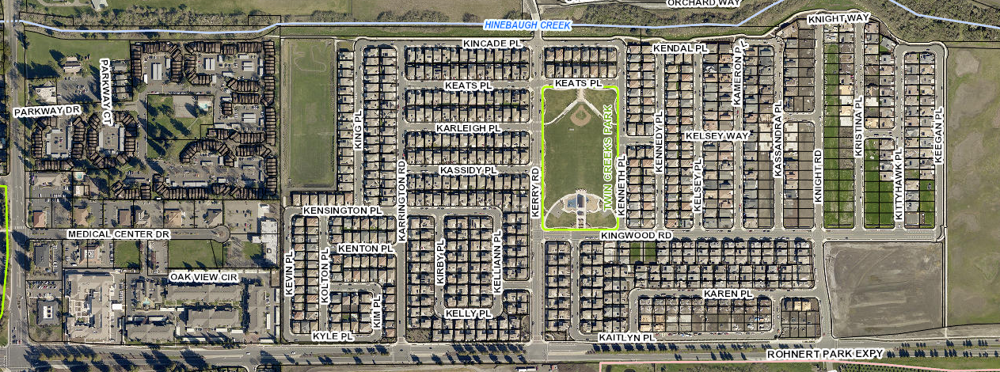 ORCHARD WAY
KNIGHT WAY
HINEBAUGH CREEK
KINCADE PL
KENDAL PL
KAMERON PL
PARKWAY CT
KEATS PL
KEATS PL
PARKWAY DR
KING PL
KARLEIGH PL
TWIN CREEKS PARK
KENNEDY PL
KELSEY WAY
KASSANDRA PL
KRISTINA PL
KEEGAN PL
KARRINGTON RD
KASSIDY PL
KERRY RD
KENNETH PL
KELSEY PL
KNIGHT RD
KITTYHAWK PL
KENSINGTON PL
MEDICAL CENTER DR
KINGWOOD RD
KENTON PL
KEVIN PL
KOLTON PL
KIRBY PL
KELLIANN PL
OAK VIEW CIR
KAREN PL
KIM PL
KELLY PL
KYLE PL
KAITLYN PL
ROHNERT PARK EXPY